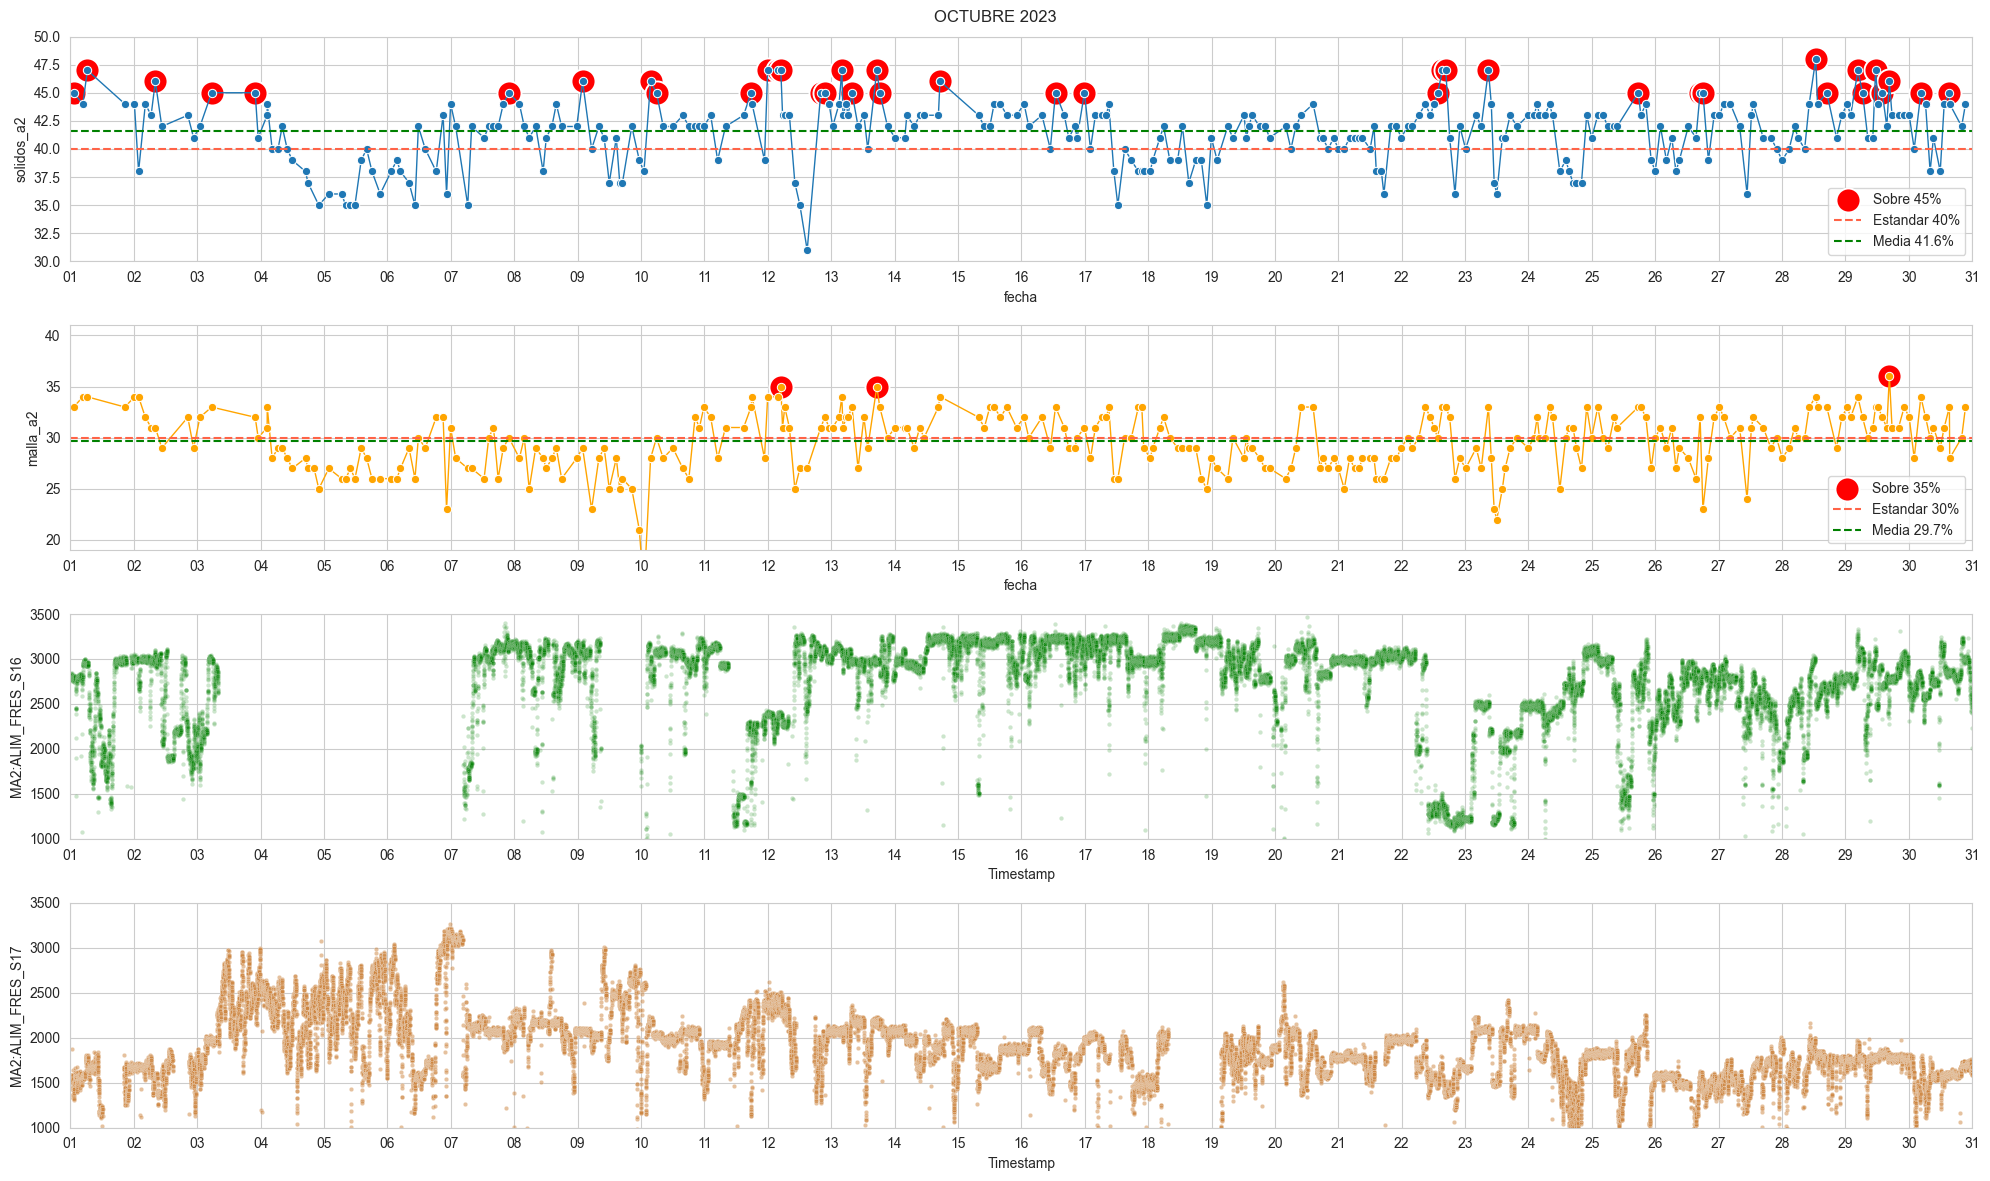 OCTUBRE 2023
solidos_a2
50.0
47.5
45.0
42.5
40.0
37.5
35.0
32.5
30.0
Sobre 45%
Estandar 40%
Media 41.6%
01 02 03 04 05 06 07 08 09 10 11 12 13 14 15 16 17 18 19 20 21 22 23 24 25 26 27 28 29 30 31
fecha
malla_a2
40
35
30
25
20
Sobre 35%
Estandar 30%
Media 29.7%
01 02 03 04 05 06 07 08 09 10 11 12 13 14 15 16 17 18 19 20 21 22 23 24 25 26 27 28 29 30 31
fecha
MA2:ALIM_FRES_S16
3500
3000
2500
2000
1500
1000
01 02 03 04 05 06 07 08 09 10 11 12 13 14 15 16 17 18 19 20 21 22 23 24 25 26 27 28 29 30 31
Timestamp
MA2:ALIM_FRES_S17
3500
3000
2500
2000
1500
1000
01 02 03 04 05 06 07 08 09 10 11 12 13 14 15 16 17 18 19 20 21 22 23 24 25 26 27 28 29 30 31
Timestamp